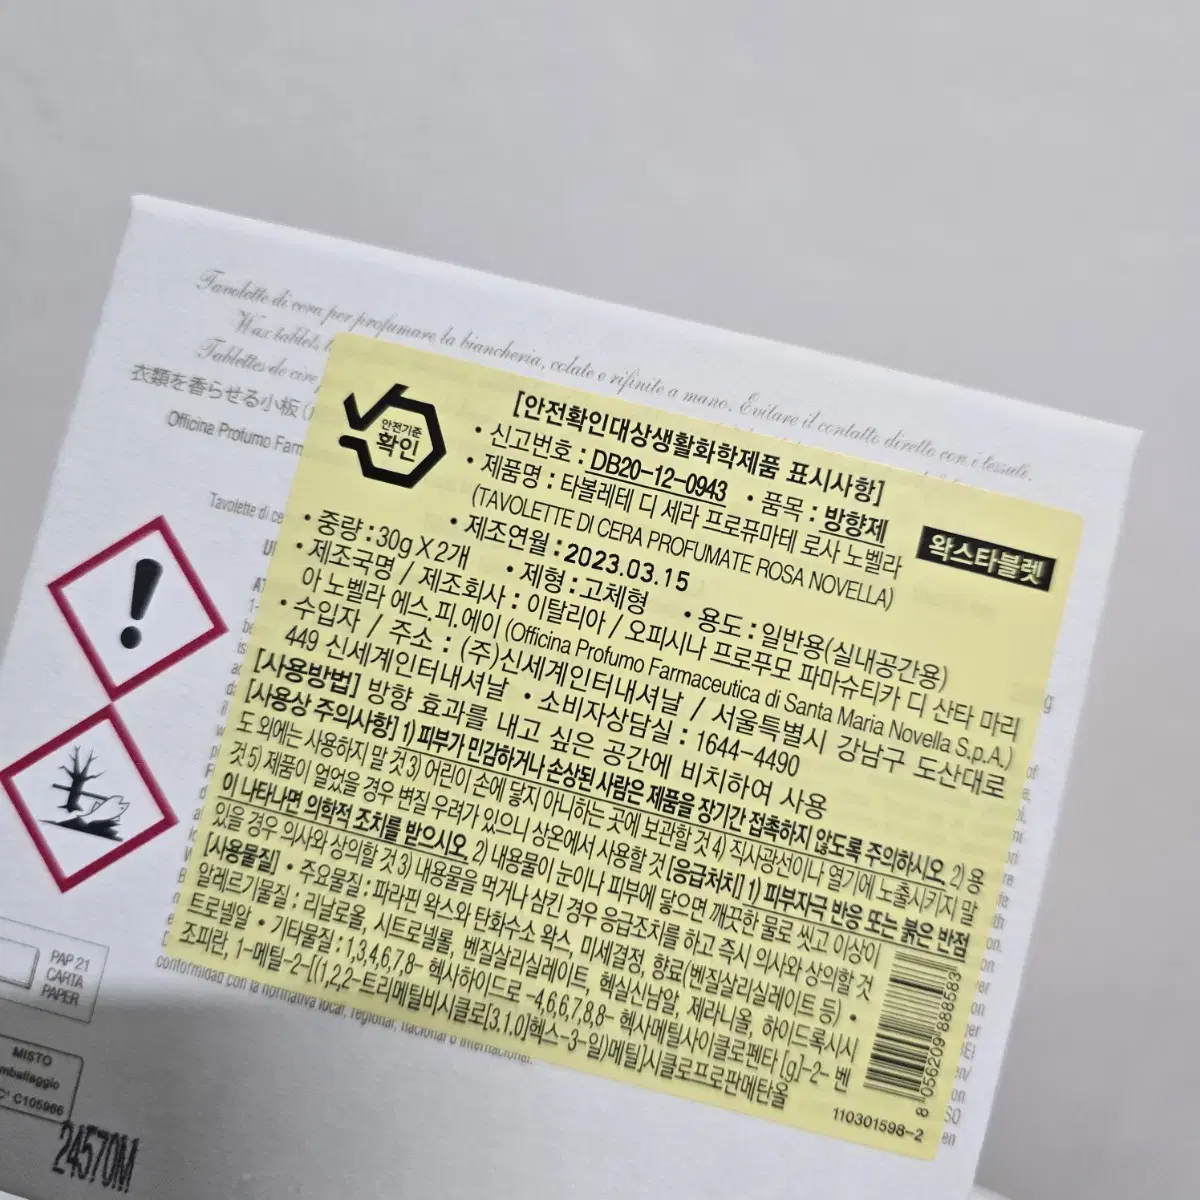 Tavolette di cera per profumare la biancheria, colate e rifinite a mano. Evitare il contatto diretto con i tessuti.
Wax tablets
Tablettes de cire
衣類を香らせる小板
Officina Profumo Farm
Tavolette di ce
안전기준
확인
[안전확인대상생활화학제품 표시사항]
• 신고번호 : DB20-12-0943 • 품목 : 방향제
• 제품명 : 타볼레테 디 세라 프로퓨마테 로사 노벨라
(TAVOLETTE DI CERA PROFUMATE ROSA NOVELLA)
왁스타블렛
• 중량 : 30g X 2개 • 제조연월 : 2023.03.15
• 제형 : 고체형 • 용도 : 일반용(실내공간용)
• 제조국명 / 제조회사 : 이탈리아 / 오피시나 프로푸모 파마슈티카 디 산타 마리
아 노벨라 에스.피.에이 (Officina Profumo Farmaceutica di Santa Maria Novella S.p.A.)
• 수입자 / 주소 : (주)신세계인터내셔날 / 서울특별시 강남구 도산대로
449 신세계인터내셔날 • 소비자상담실 : 1644-4490
[사용방법] 방향 효과를 내고 싶은 공간에 비치하여 사용
[사용상 주의사항] 1) 피부가 민감하거나 손상된 사람은 제품을 장기간 접촉하지 않도록 주의하시오. 2) 용
도 외에는 사용하지 말 것 3) 어린이 손에 닿지 아니하는 곳에 보관할 것 4) 직사광선이나 열기에 노출시키지 말
것 5) 제품이 얼었을 경우 변질 우려가 있으니 상온에서 사용할 것 [응급처치] 1) 피부자극 반응 또는 붉은 반점
이 나타나면 의학적 조치를 받으시오. 2) 내용물이 눈이나 피부에 닿으면 깨끗한 물로 씻고 이상이
있을 경우 의사와 상의할 것 3) 내용물을 먹거나 삼킨 경우 응급조치를 하고 즉시 의사와 상의할 것
[사용물질] • 주요물질 : 파라핀 왁스와 탄화수소 왁스, 미세결정, 향료(벤질살리실레이트 등) •
알레르기물질 : 리날로올, 시트로넬롤, 벤질살리실레이트, 헥실신남알, 제라니올, 하이드록시시
트로넬알 • 기타물질 : 1,3,4,6,7,8- 헥사하이드로 -4,6,6,7,8,8- 헥사메틸사이클로펜타 [g]-2- 벤
조피란, 1-메틸-2-[(1,2,2-트리메틸비시클로[3.1.0]헥스-3-일)메틸]시클로프로판메탄올
8 056209 888583
110301598-2
conformidad con la normativa local, regional, nacional o internacional.
PAP 21
CARTA
PAPER
MISTO
C105966
24570M